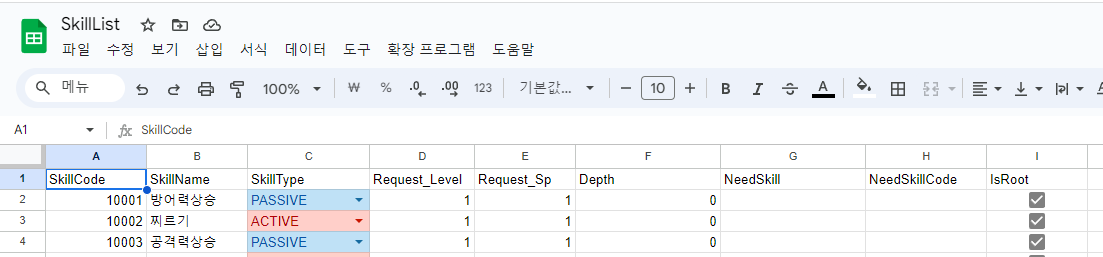 SkillList
파일 수정 보기 삽입 서식 데이터 도구 확장 프로그램 도움말
메뉴 100% ₩ % .0 .00 123 기본값... 10 B I S A
A1 fx SkillCode
A B C D E F G H I
1 SkillCode SkillName SkillType Request_Level Request_Sp Depth NeedSkill NeedSkillCode IsRoot
2 10001 방어력상승 PASSIVE 1 1 0
3 10002 찌르기 ACTIVE 1 1 0
4 10003 공격력상승 PASSIVE 1 1 0